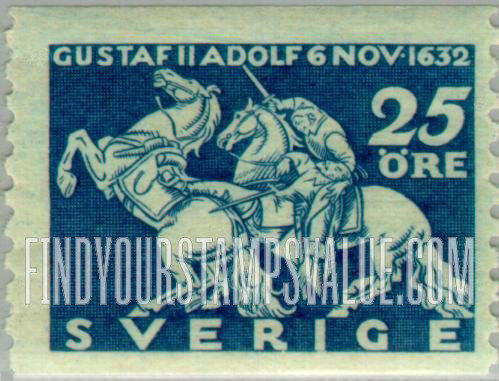 GUSTAF II ADOLF 6 NOV·1632
25
ÖRE
FINDYOURSTAMPSVALUE.COM
SVERIGE